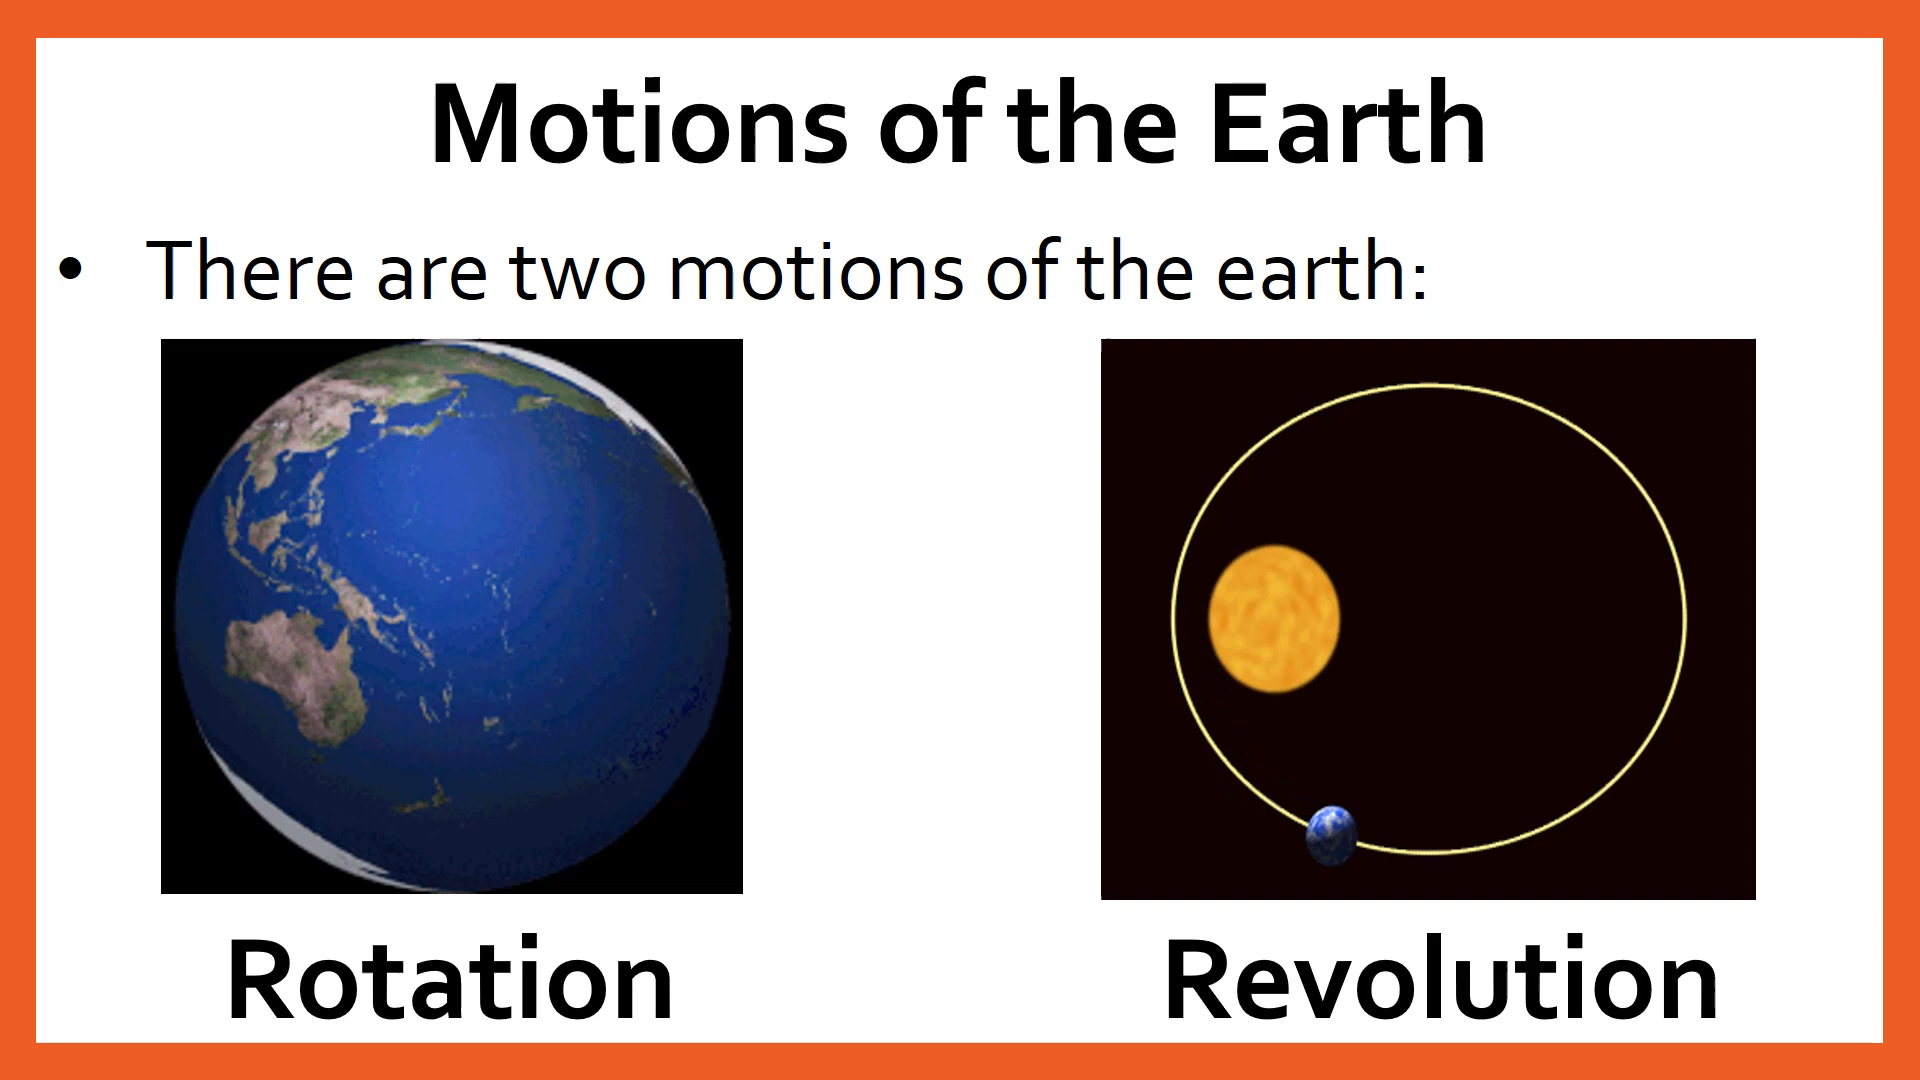 Motions of the Earth
• There are two motions of the earth:
Rotation
Revolution